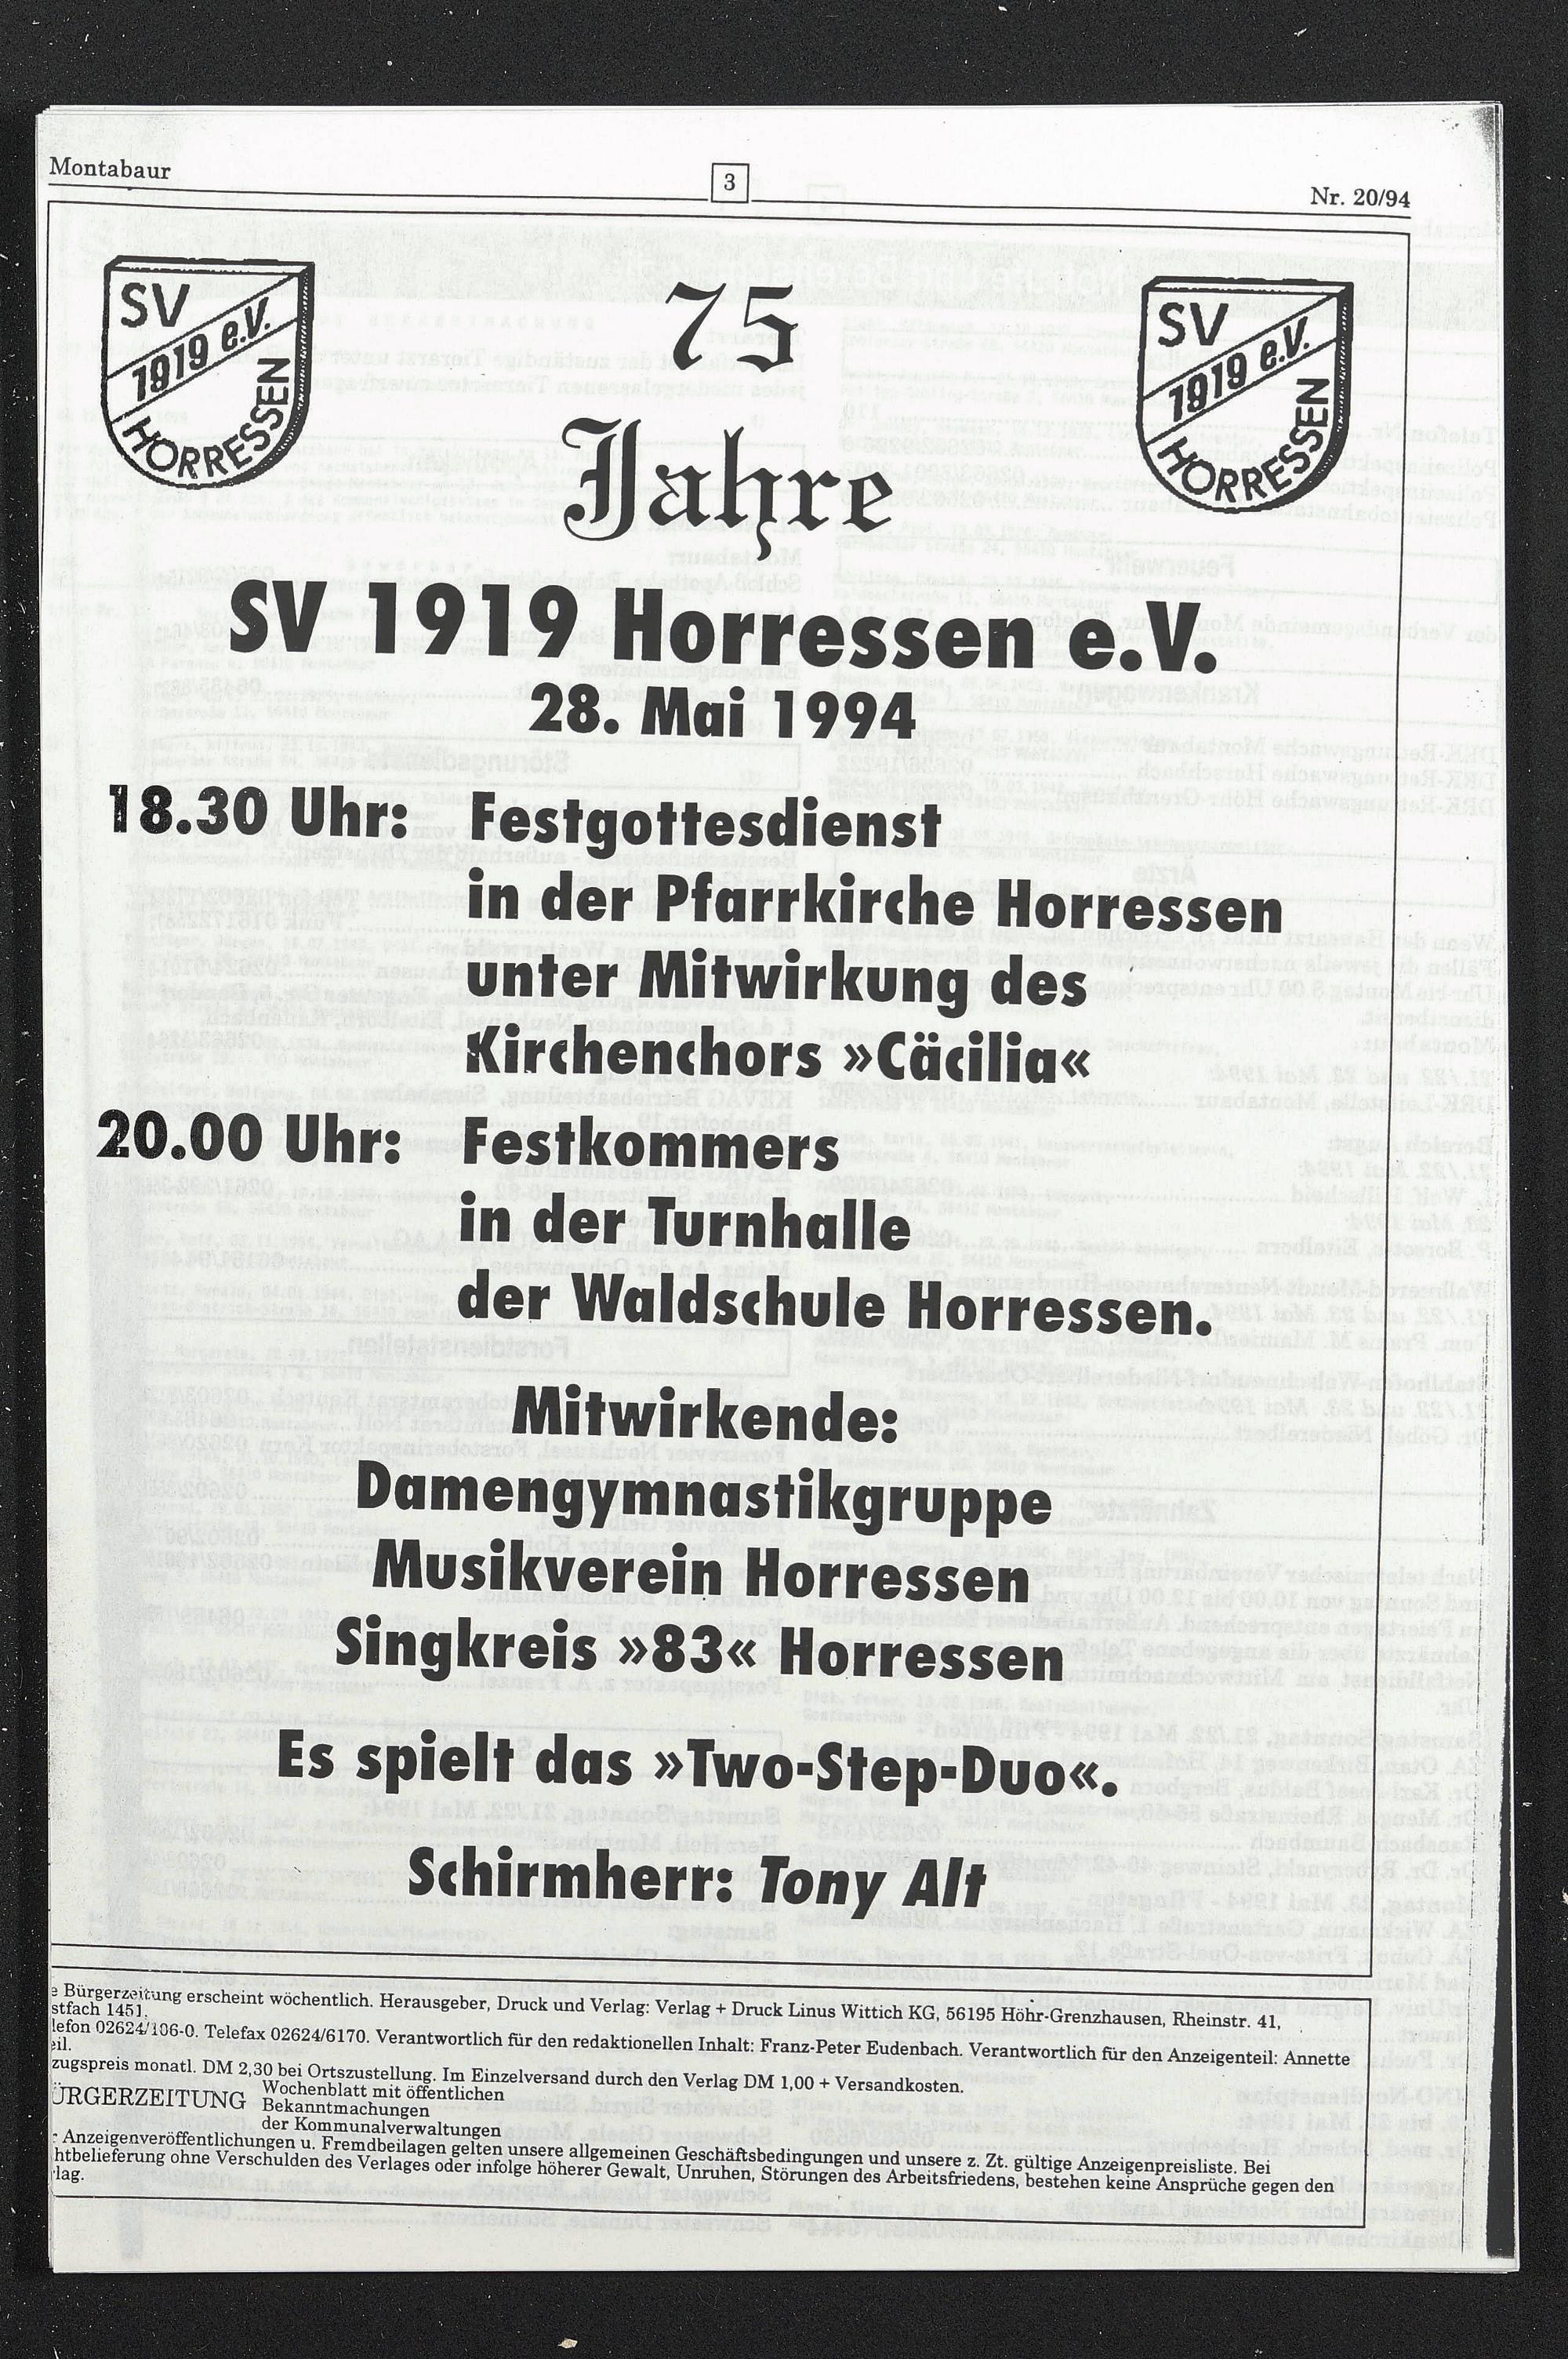 Montabaur
3
Nr. 20/94
SV
1919 e.V.
HORRESSEN
SV
1919 e.V.
HORRESSEN
75
Jahre
SV 1919 Horressen e.V.
28. Mai 1994
18.30 Uhr: Festgottesdienst
in der Pfarrkirche Horressen
unter Mitwirkung des
Kirchenchors »Cäcilia«
20.00 Uhr: Festkommers
in der Turnhalle
der Waldschule Horressen.
Mitwirkende:
Damengymnastikgruppe
Musikverein Horressen
Singkreis »83« Horressen
Es spielt das »Two-Step-Duo«.
Schirmherr: Tony Alt
e Bürgerzeitung erscheint wöchentlich. Herausgeber, Druck und Verlag: Verlag + Druck Linus Wittich KG, 56195 Höhr-Grenzhausen, Rheinstr. 41,
stfach 1451.
lefon 02624/106-0. Telefax 02624/6170. Verantwortlich für den redaktionellen Inhalt: Franz-Peter Eudenbach. Verantwortlich für den Anzeigenteil: Annette
eil.
zugspreis monatl. DM 2,30 bei Ortszustellung. Im Einzelversand durch den Verlag DM 1,00 + Versandkosten.
ÜRGERZEITUNG
Wochenblatt mit öffentlichen
Bekanntmachungen
der Kommunalverwaltungen
r Anzeigenveröffentlichungen u. Fremdbeilagen gelten unsere allgemeinen Geschäftsbedingungen und unsere z. Zt. gültige Anzeigenpreisliste. Bei
htbelieferung ohne Verschulden des Verlages oder infolge höherer Gewalt, Unruhen, Störungen des Arbeitsfriedens, bestehen keine Ansprüche gegen den
lag.